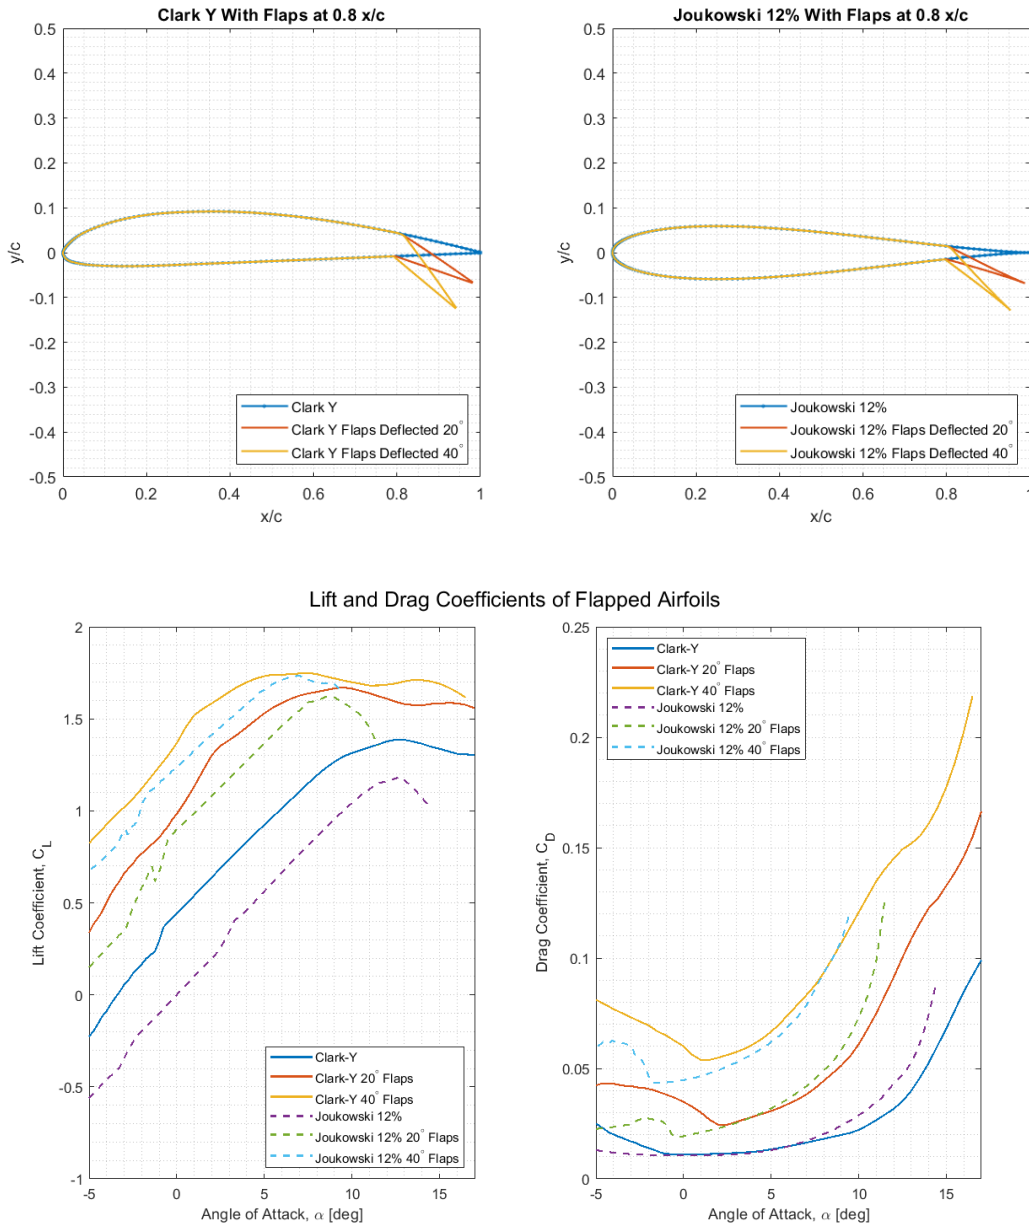 Clark Y With Flaps at 0.8 x/c
0.5
0.4
0.3
0.2
0.1
0
-0.1
-0.2
-0.3
-0.4
-0.5
y/c
0 0.2 0.4 0.6 0.8 1
x/c
Clark Y
Clark Y Flaps Deflected 20°
Clark Y Flaps Deflected 40°
Joukowski 12% With Flaps at 0.8 x/c
0.5
0.4
0.3
0.2
0.1
0
-0.1
-0.2
-0.3
-0.4
-0.5
y/c
0 0.2 0.4 0.6 0.8 1
x/c
Joukowski 12%
Joukowski 12% Flaps Deflected 20°
Joukowski 12% Flaps Deflected 40°
Lift and Drag Coefficients of Flapped Airfoils
2
1.5
1
0.5
0
-0.5
-1
Lift Coefficient, C_L
-5 0 5 10 15
Angle of Attack, α [deg]
Clark-Y
Clark-Y 20° Flaps
Clark-Y 40° Flaps
Joukowski 12%
Joukowski 12% 20° Flaps
Joukowski 12% 40° Flaps
0.25
0.2
0.15
0.1
0.05
0
Drag Coefficient, C_D
-5 0 5 10 15
Angle of Attack, α [deg]
Clark-Y
Clark-Y 20° Flaps
Clark-Y 40° Flaps
Joukowski 12%
Joukowski 12% 20° Flaps
Joukowski 12% 40° Flaps